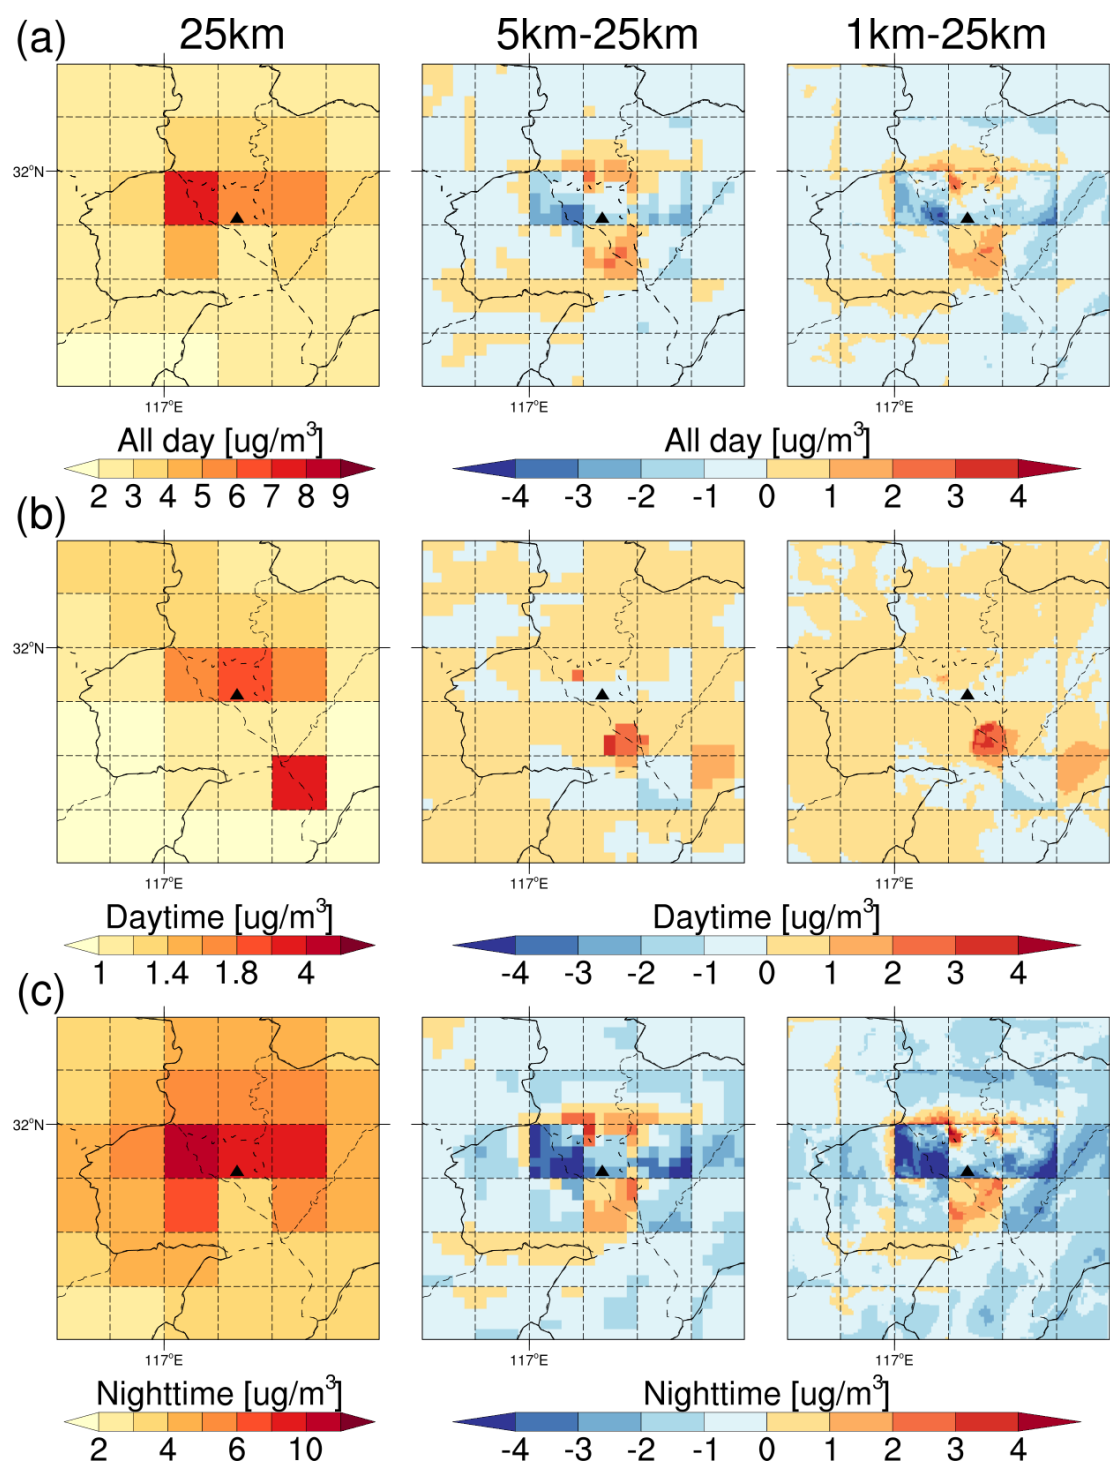 (a) 25km 5km-25km 1km-25km
32°N
117°E 117°E 117°E
All day [ug/m³] All day [ug/m³]
2 3 4 5 6 7 8 9 -4 -3 -2 -1 0 1 2 3 4
(b)
32°N
117°E 117°E 117°E
Daytime [ug/m³] Daytime [ug/m³]
1 1.4 1.8 4 -4 -3 -2 -1 0 1 2 3 4
(c)
32°N
117°E 117°E 117°E
Nighttime [ug/m³] Nighttime [ug/m³]
2 4 6 10 -4 -3 -2 -1 0 1 2 3 4